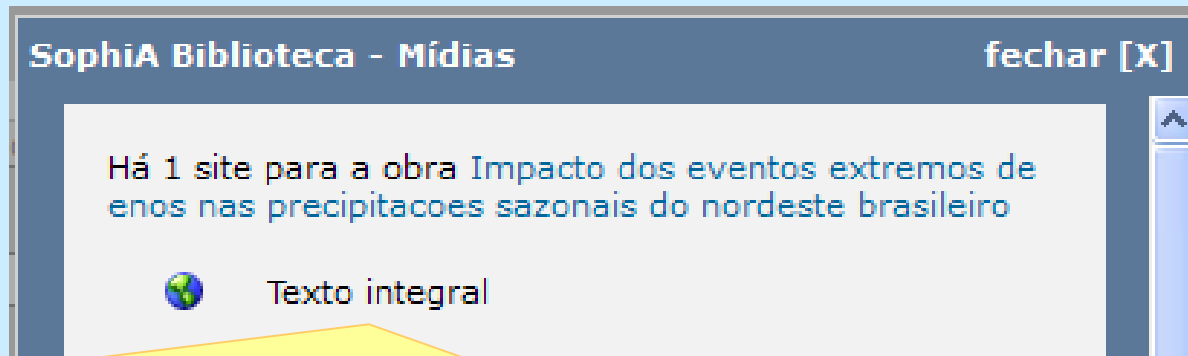 SophiA Biblioteca - Mídias fechar [X]
Há 1 site para a obra Impacto dos eventos extremos de
enos nas precipitacoes sazonais do nordeste brasileiro
Texto integral